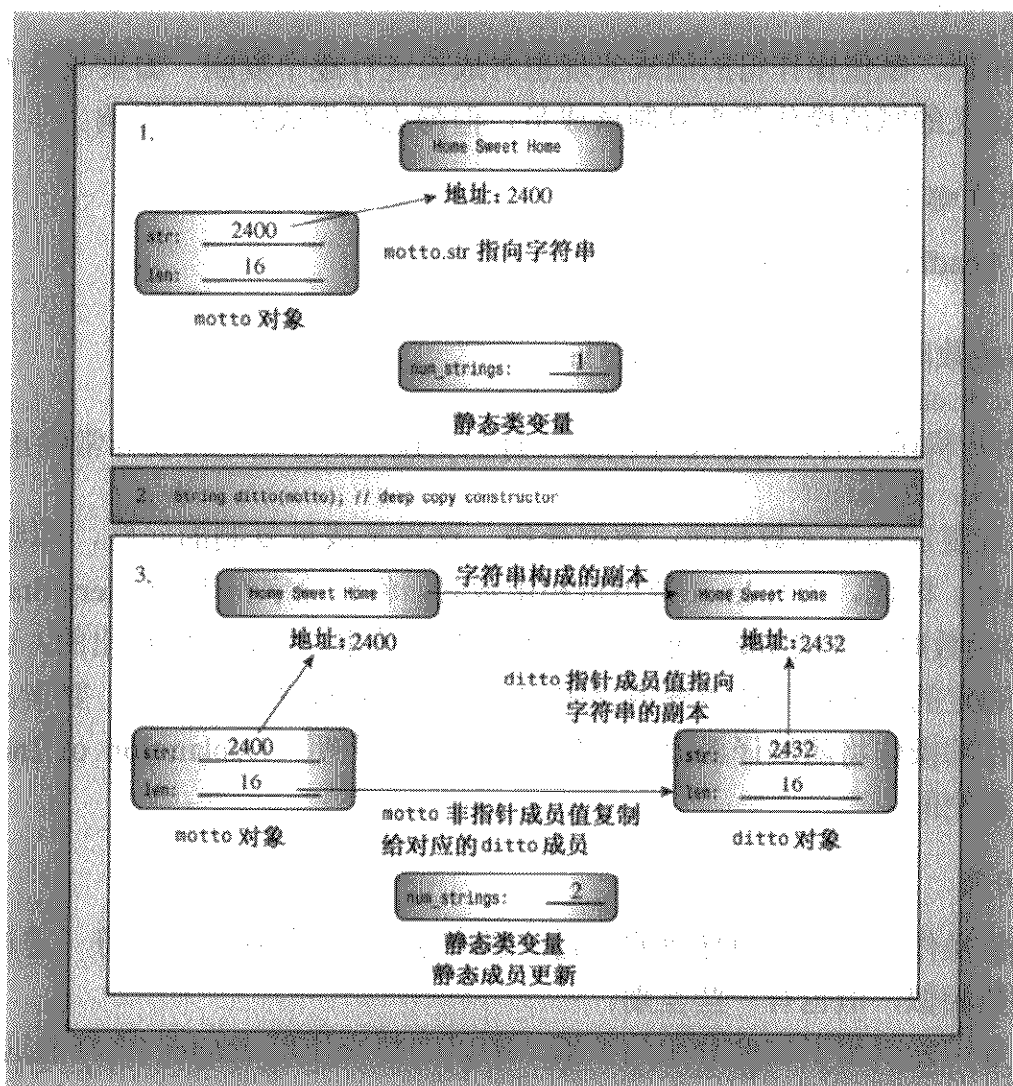 1.
Home Sweet Home
地址：2400
str: 2400
len: 16
motto.str 指向字符串
motto 对象
num_strings: 1
静态类变量
2. String ditto(motto); // deep copy constructor
3.
Home Sweet Home
字符串构成的副本
Home Sweet Home
地址：2400
地址：2432
ditto 指针成员值指向
字符串的副本
str: 2400
len: 16
str: 2432
len: 16
motto 对象
motto 非指针成员值复制
给对应的ditto 成员
ditto 对象
num_strings: 2
静态类变量
静态成员更新